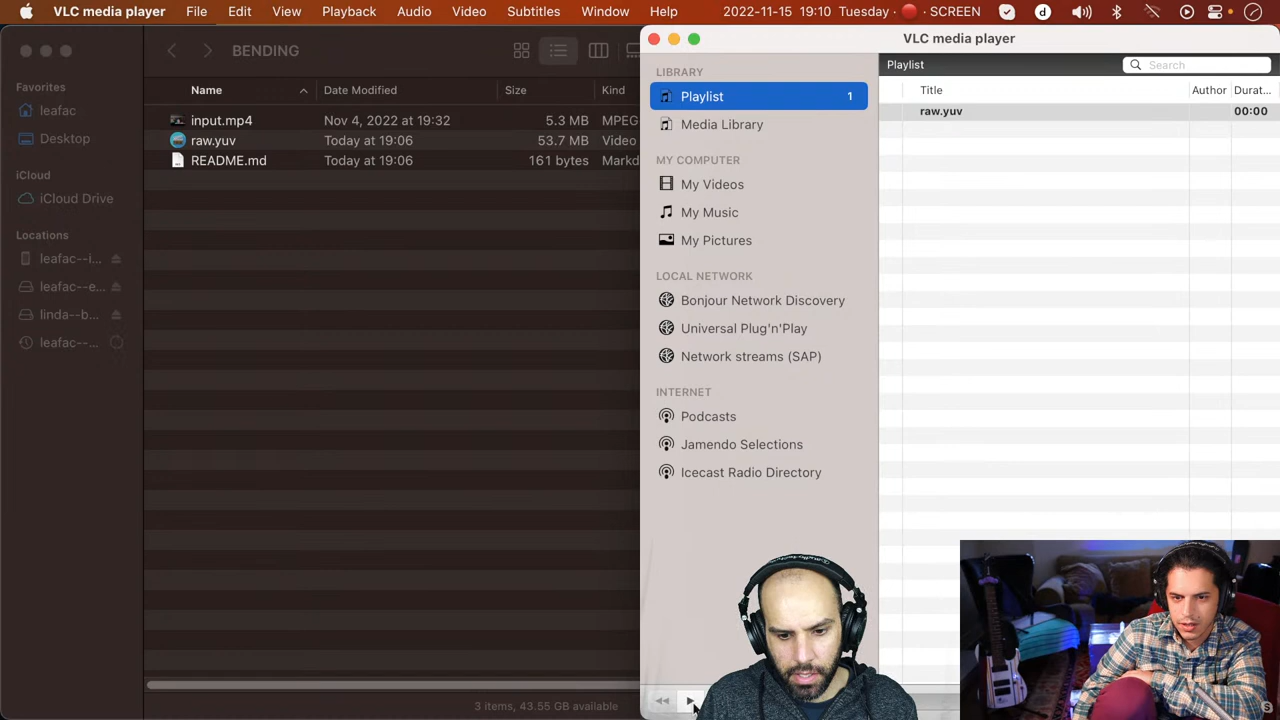 VLC media player File Edit View Playback Audio Video Subtitles Window Help 2022-11-15 19:10 Tuesday SCREEN
BENDING
Favorites
leafac
Desktop
iCloud
iCloud Drive
Locations
leafac--i...
leafac--e...
linda--b...
leafac--...
Name Date Modified Size Kind
input.mp4 Nov 4, 2022 at 19:32 5.3 MB MPEG
raw.yuv Today at 19:06 53.7 MB Video
README.md Today at 19:06 161 bytes Markd
3 items, 43.55 GB available
VLC media player
LIBRARY
Playlist 1
Media Library
MY COMPUTER
My Videos
My Music
My Pictures
LOCAL NETWORK
Bonjour Network Discovery
Universal Plug'n'Play
Network streams (SAP)
INTERNET
Podcasts
Jamendo Selections
Icecast Radio Directory
Playlist Search
Title Author Durat...
raw.yuv 00:00